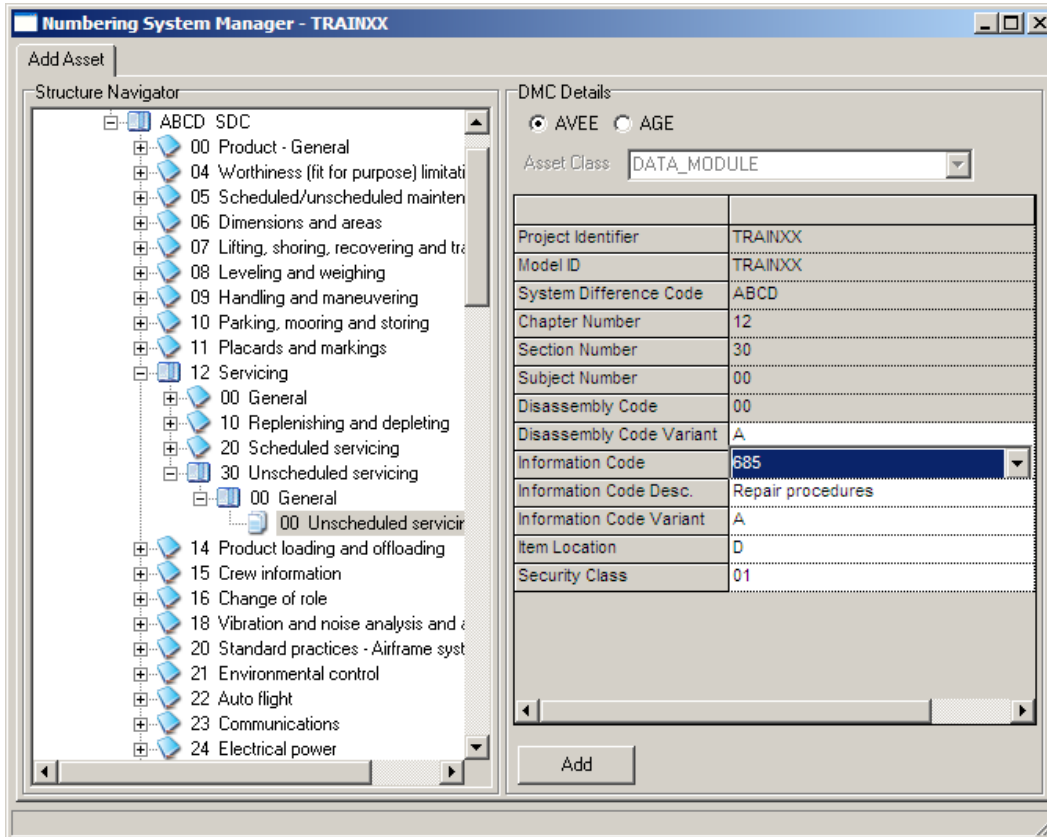 Numbering System Manager - TRAINXX
Add Asset
Structure Navigator
ABCD SDC
00 Product - General
04 Worthiness (fit for purpose) limitati
05 Scheduled/unscheduled mainten
06 Dimensions and areas
07 Lifting, shoring, recovering and tra
08 Leveling and weighing
09 Handling and maneuvering
10 Parking, mooring and storing
11 Placards and markings
12 Servicing
00 General
10 Replenishing and depleting
20 Scheduled servicing
30 Unscheduled servicing
00 General
00 Unscheduled servicin
14 Product loading and offloading
15 Crew information
16 Change of role
18 Vibration and noise analysis and a
20 Standard practices - Airframe syst
21 Environmental control
22 Auto flight
23 Communications
24 Electrical power
DMC Details
AVEE AGE
Asset Class DATA_MODULE
Project Identifier TRAINXX
Model ID TRAINXX
System Difference Code ABCD
Chapter Number 12
Section Number 30
Subject Number 00
Disassembly Code 00
Disassembly Code Variant A
Information Code 685
Information Code Desc. Repair procedures
Information Code Variant A
Item Location D
Security Class 01
Add